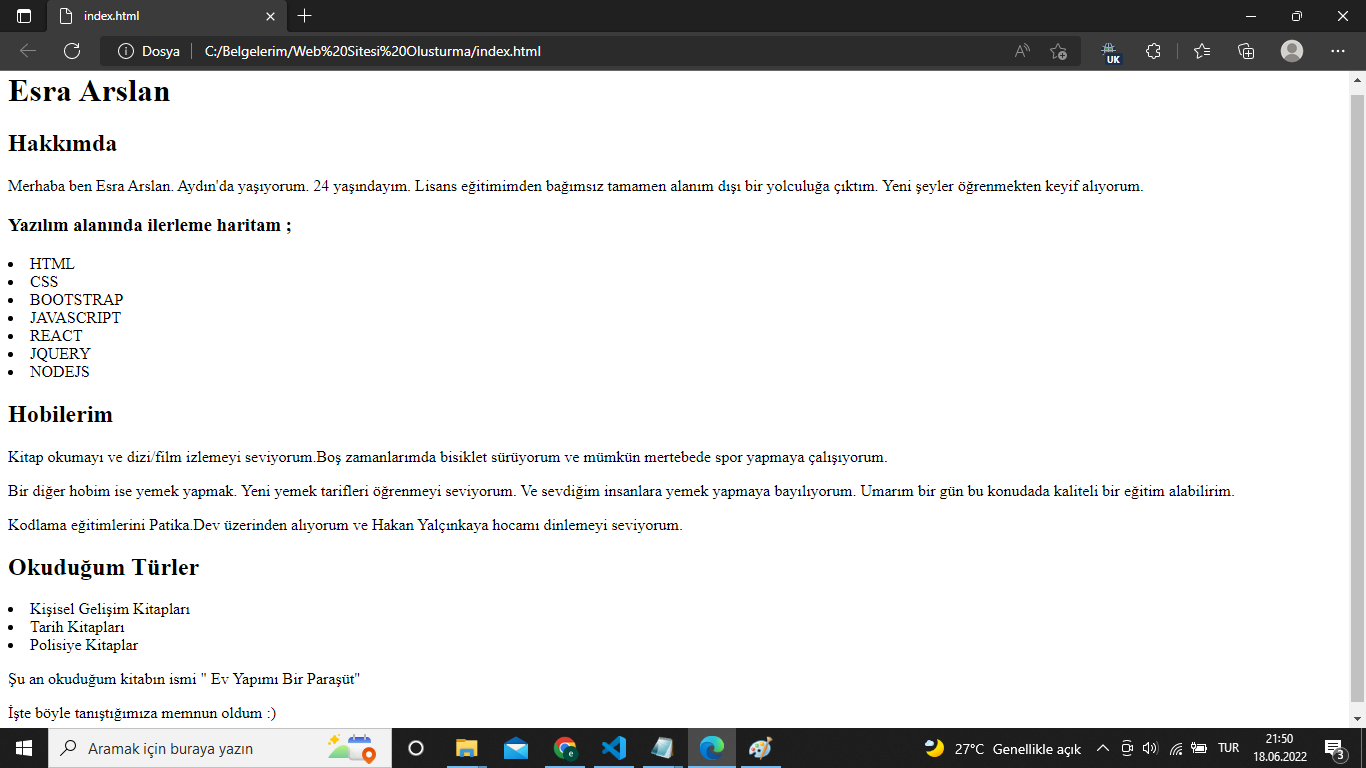 index.html
Dosya C:/Belgelerim/Web%20Sitesi%20Olusturma/index.html
UK
Esra Arslan
Hakkımda
Merhaba ben Esra Arslan. Aydın'da yaşıyorum. 24 yaşındayım. Lisans eğitimimden bağımsız tamamen alanım dışı bir yolculuğa çıktım. Yeni şeyler öğrenmekten keyif alıyorum.
Yazılım alanında ilerleme haritam ;
HTML
CSS
BOOTSTRAP
JAVASCRIPT
REACT
JQUERY
NODEJS
Hobilerim
Kitap okumayı ve dizi/film izlemeyi seviyorum.Boş zamanlarımda bisiklet sürüyorum ve mümkün mertebede spor yapmaya çalışıyorum.
Bir diğer hobim ise yemek yapmak. Yeni yemek tarifleri öğrenmeyi seviyorum. Ve sevdiğim insanlara yemek yapmaya bayılıyorum. Umarım bir gün bu konudada kaliteli bir eğitim alabilirim.
Kodlama eğitimlerini Patika.Dev üzerinden alıyorum ve Hakan Yalçınkaya hocamı dinlemeyi seviyorum.
Okuduğum Türler
Kişisel Gelişim Kitapları
Tarih Kitapları
Polisiye Kitaplar
Şu an okuduğum kitabın ismi " Ev Yapımı Bir Paraşüt"
İşte böyle tanıştığımıza memnun oldum :)
Aramak için buraya yazın
27°C Genellikle açık
TUR
21:50
18.06.2022
3